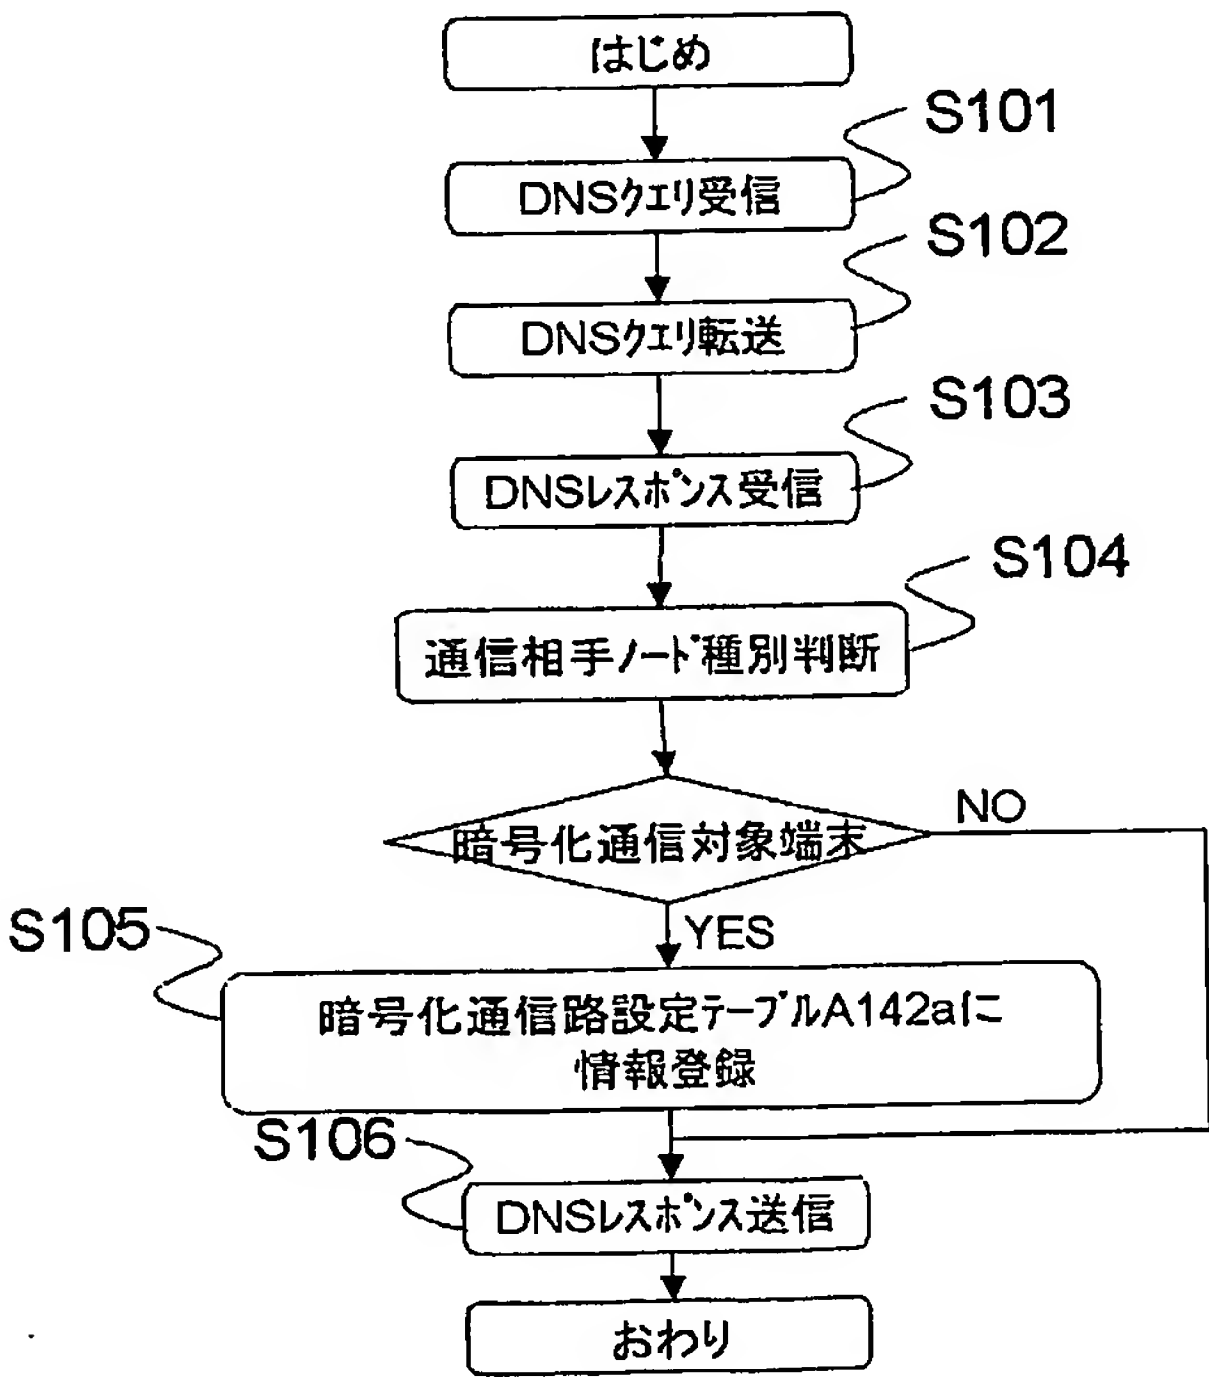 はじめ
S101
DNSクエリ受信
S102
DNSクエリ転送
S103
DNSレスポンス受信
S104
通信相手ノード種別判断
NO
暗号化通信対象端末
YES
S105
暗号化通信路設定テーブルA142aに
情報登録
S106
DNSレスポンス送信
おわり